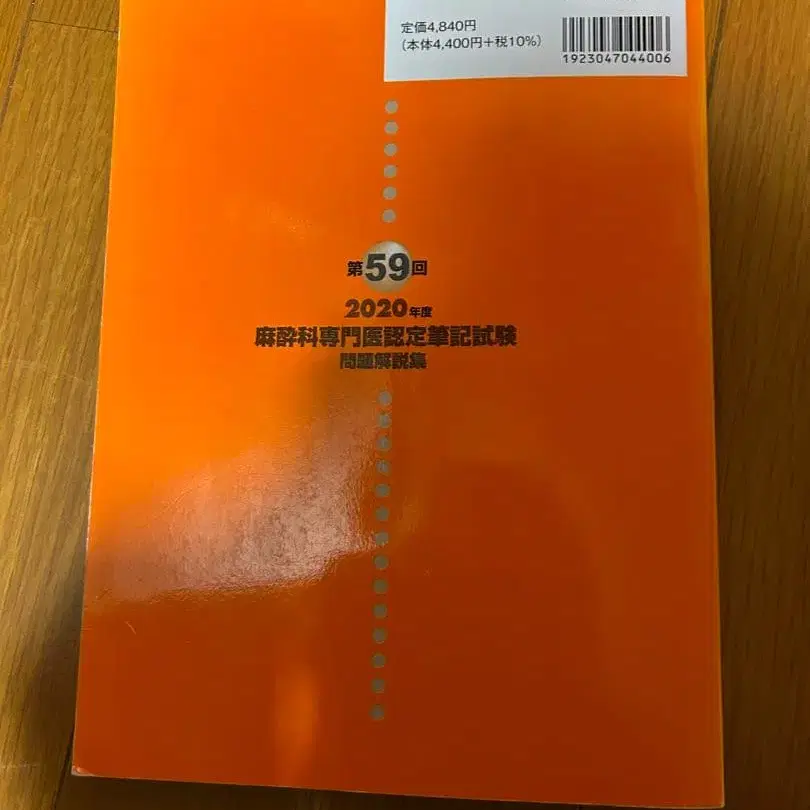 定価4,840円
（本体4,400円＋税10%）
1923047044006
第59回
2020年度
麻酔科専門医認定筆記試験
問題解説集